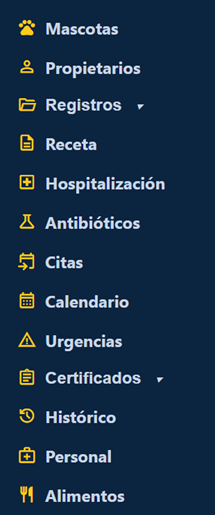 Mascotas
Propietarios
Registros
Receta
Hospitalización
Antibióticos
Citas
Calendario
Urgencias
Certificados
Histórico
Personal
Alimentos